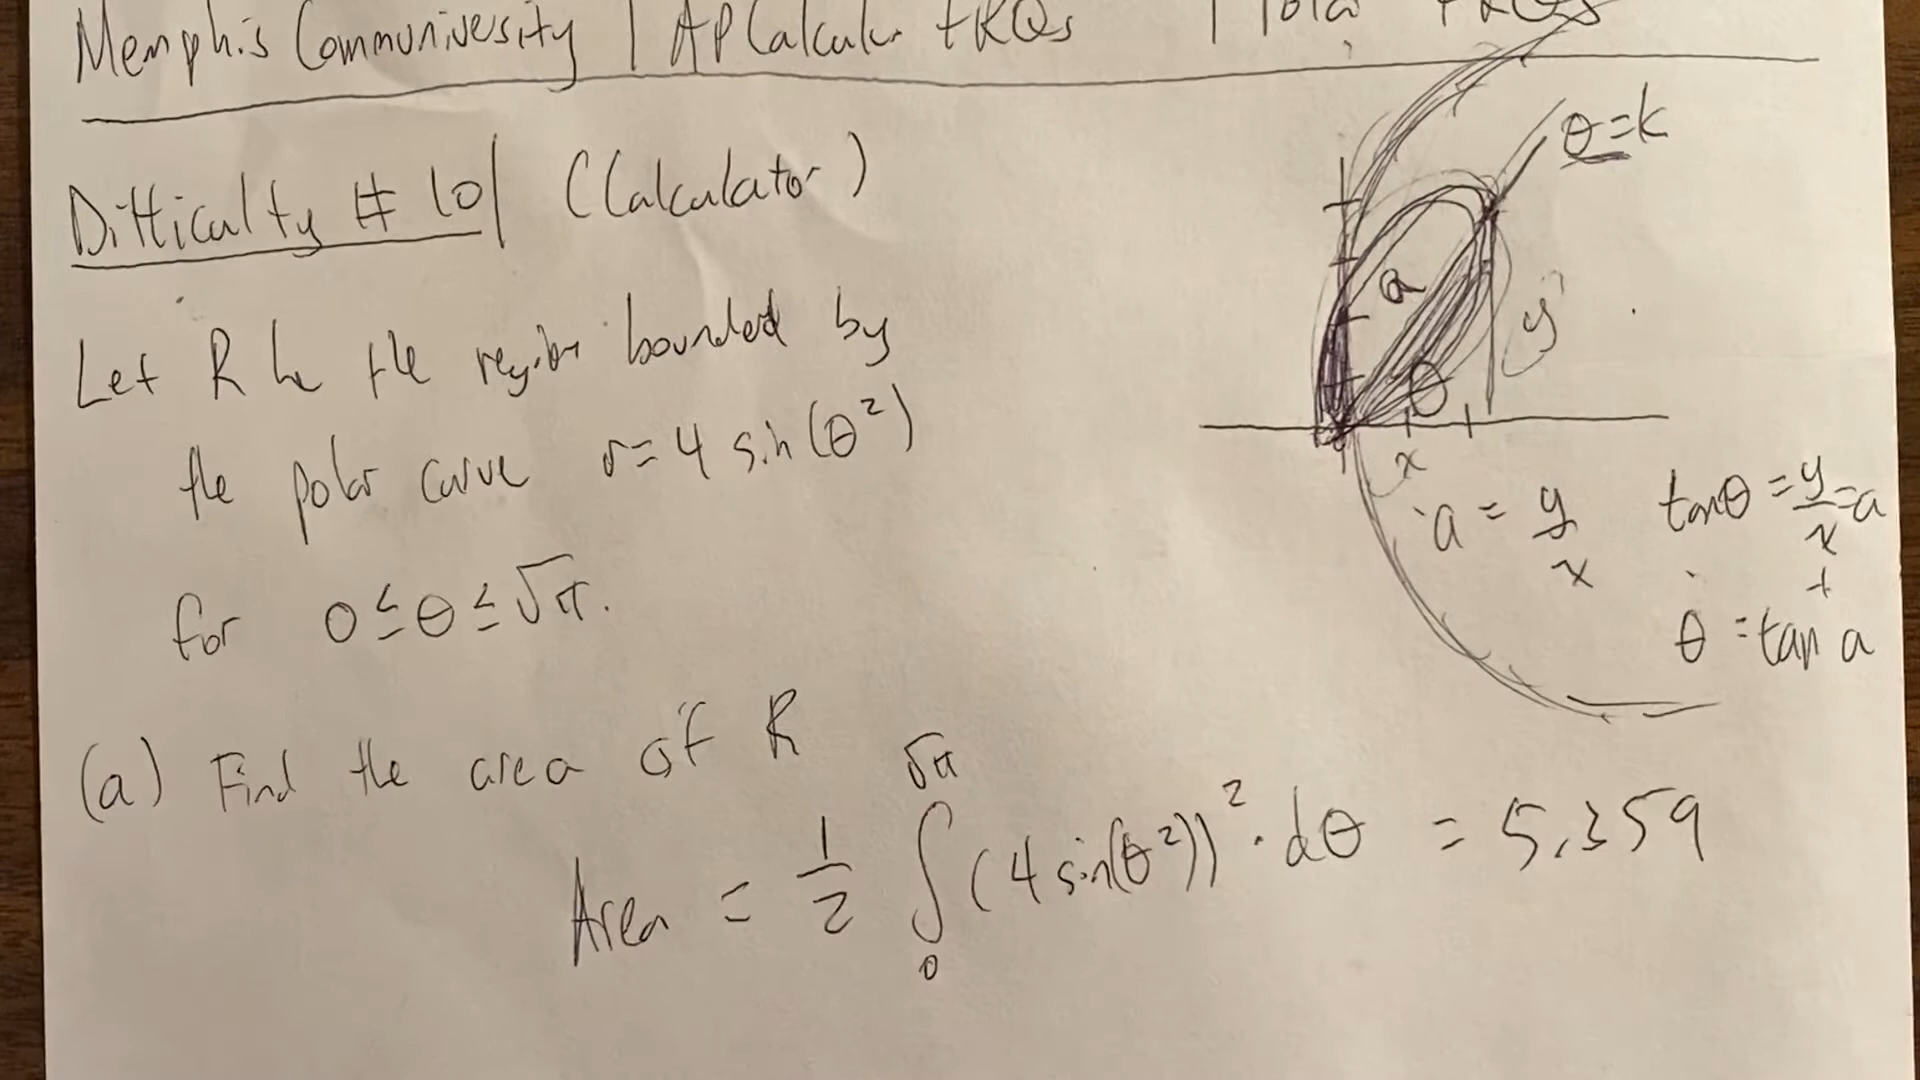 Memphis Communiversity | AP Calculus FRQs | Polar FRQs
Difficulty # 10 | (Calculator)
Let R be the region bounded by
the polar curve r = 4 sin(θ²)
for 0 ≤ θ ≤ √π.
(a) Find the area of R
Area = 1/2 ∫₀^√π (4 sin(θ²))² · dθ = 5.359
θ = k
a
y
θ
x
a = y/x
tanθ = y/x = a
θ = tan⁻¹ a